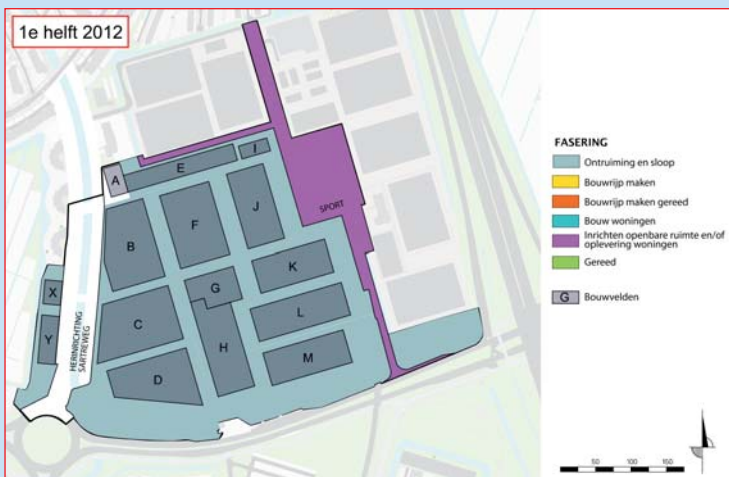 1e helft 2012
A
E
I
B
F
J
SPORT
G
K
X
C
L
Y
H
M
D
HERINRICHTING
SARTREWEG
FASERING
Ontruiming en sloop
Bouwrijp maken
Bouwrijp maken gereed
Bouw woningen
Inrichten openbare ruimte en/of
oplevering woningen
Gereed
G Bouwvelden
50 100 150